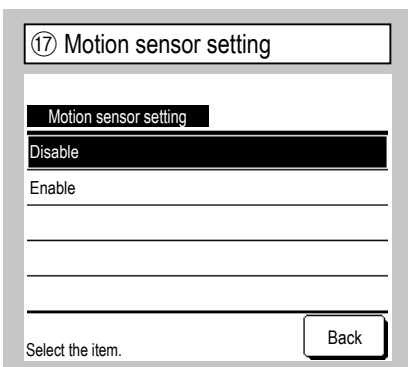 ⑰ Motion sensor setting
Motion sensor setting
Disable
Enable
Back
Select the item.